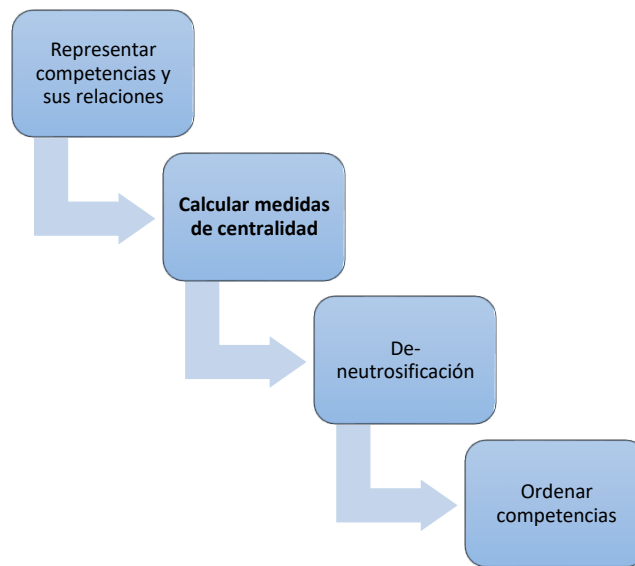 Representar
competencias y
sus relaciones
Calcular medidas
de centralidad
De-
neutrosificación
Ordenar
competencias